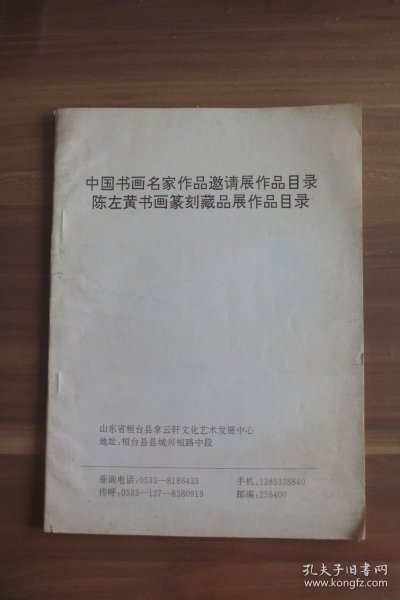 中国书画名家作品邀请展作品目录
陈左黄书画篆刻藏品展作品目录
山东省桓台县拿云轩文化艺术发展中心
地址:桓台县县城兴桓路中段
垂询电话:0533—8186433 手机:1385338840
传呼:0533—127—8380919 邮编:256400
孔夫子旧书网
www.kongfz.com